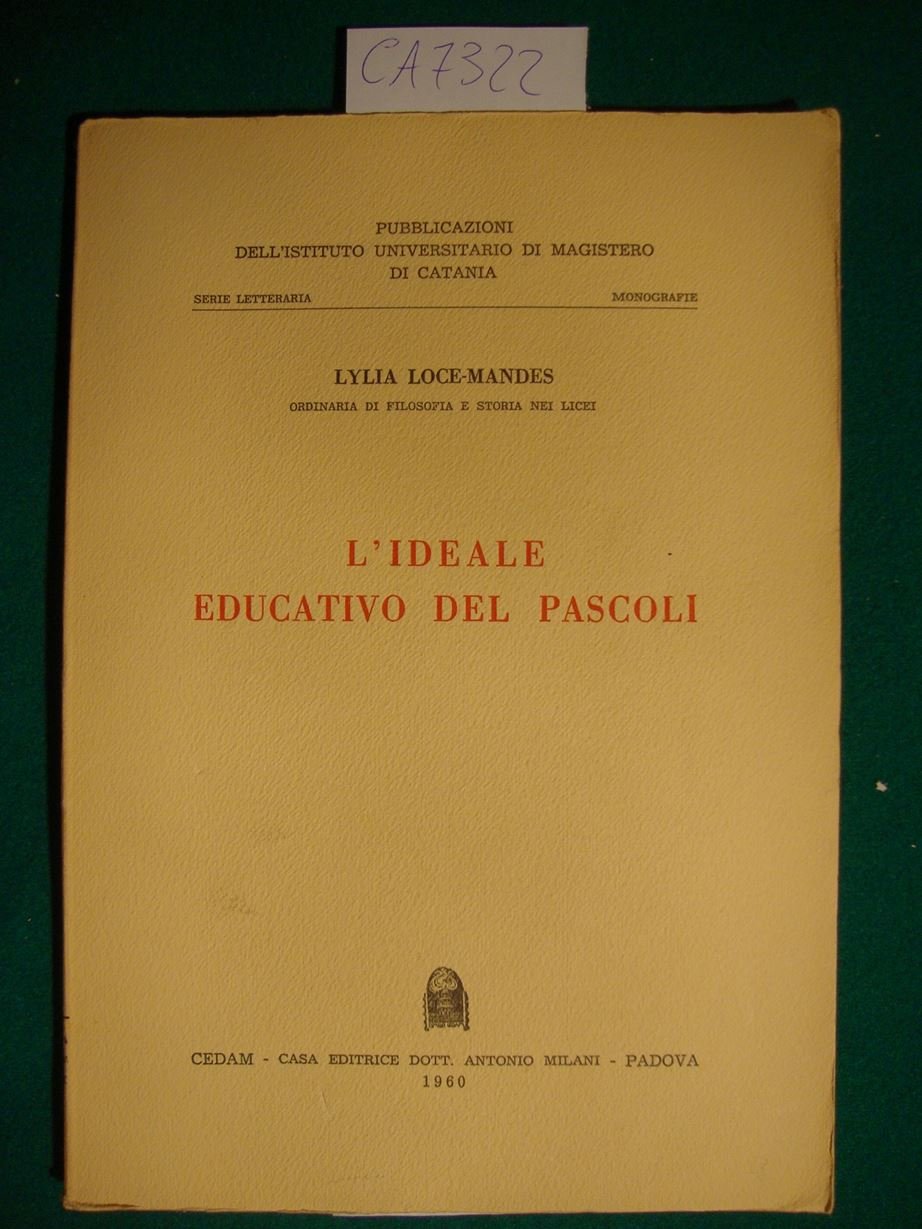 CA7322
PUBBLICAZIONI
DELL'ISTITUTO UNIVERSITARIO DI MAGISTERO
DI CATANIA
SERIE LETTERARIA MONOGRAFIE
LYLIA LOCE-MANDES
ORDINARIA DI FILOSOFIA E STORIA NEI LICEI
L'IDEALE
EDUCATIVO DEL PASCOLI
CEDAM - CASA EDITRICE DOTT. ANTONIO MILANI - PADOVA
1960